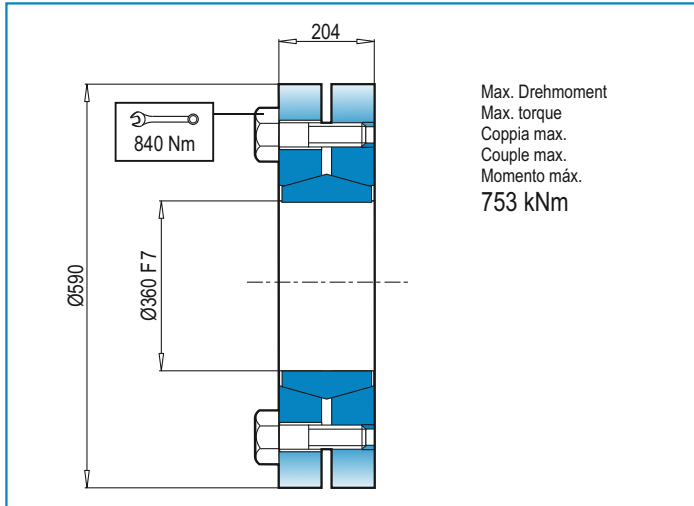 204
840 Nm
Ø590
Ø360 F7
Max. Drehmoment
Max. torque
Coppia max.
Couple max.
Momento máx.
753 kNm